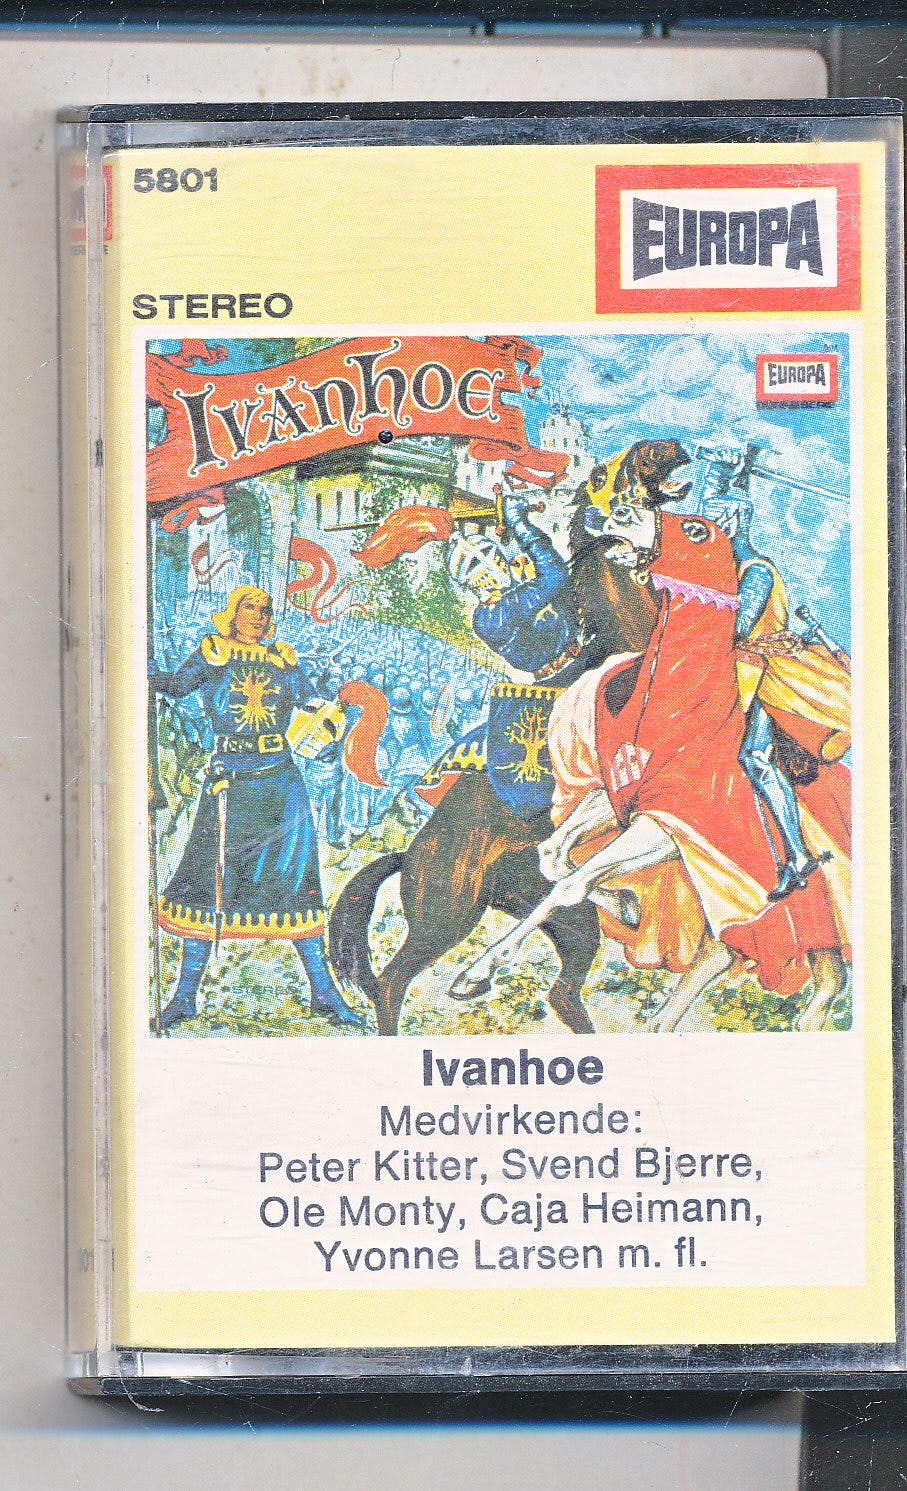 5801
EUROPA
STEREO
Ivanhoe
EUROPA
Ivanhoe
Medvirkende:
Peter Kitter, Svend Bjerre,
Ole Monty, Caja Heimann,
Yvonne Larsen m. fl.